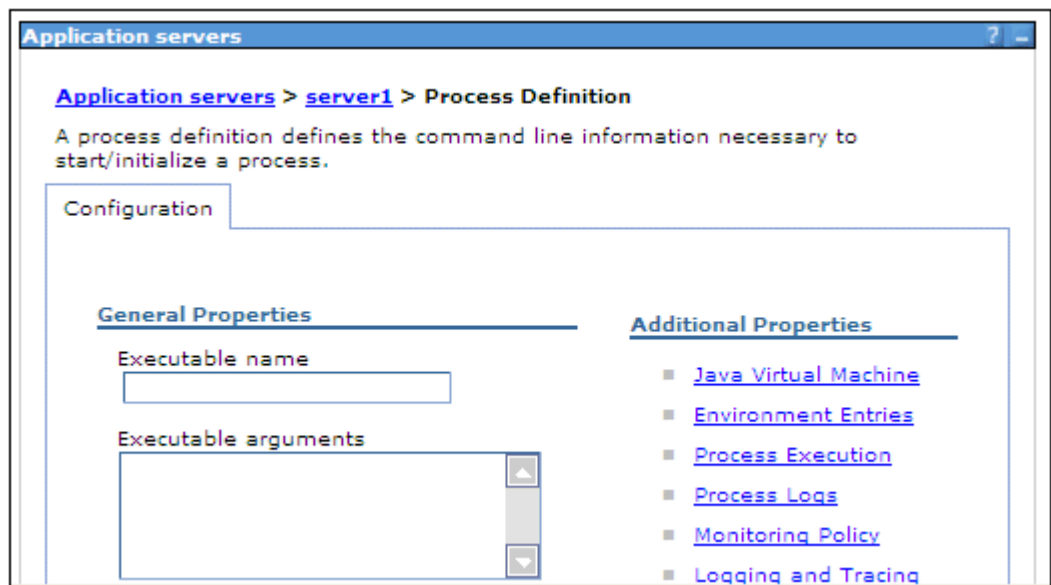 Application servers ? –
Application servers > server1 > Process Definition
A process definition defines the command line information necessary to
start/initialize a process.
Configuration
General Properties
Executable name
Executable arguments
Additional Properties
Java Virtual Machine
Environment Entries
Process Execution
Process Logs
Monitoring Policy
Logging and Tracing